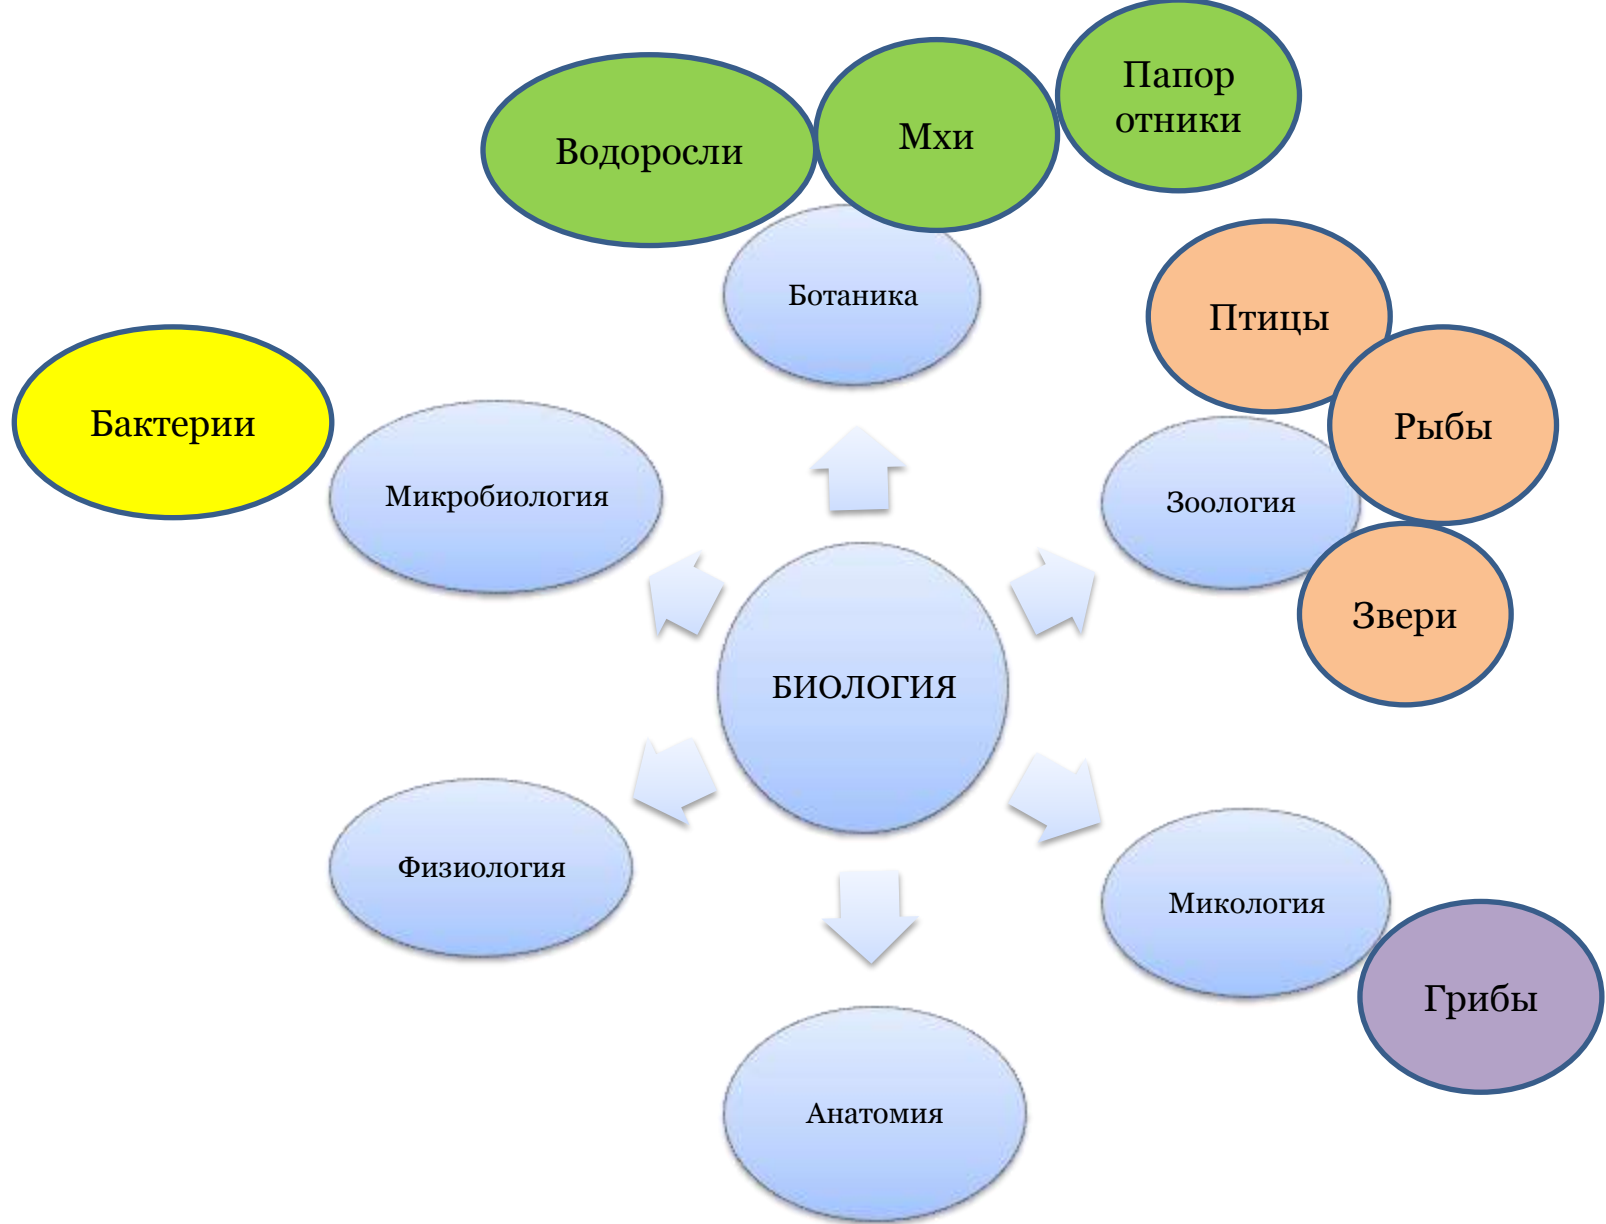 Папор
отники
Мхи
Водоросли
Ботаника
Птицы
Рыбы
Бактерии
Микробиология
Зоология
Звери
БИОЛОГИЯ
Физиология
Микология
Грибы
Анатомия